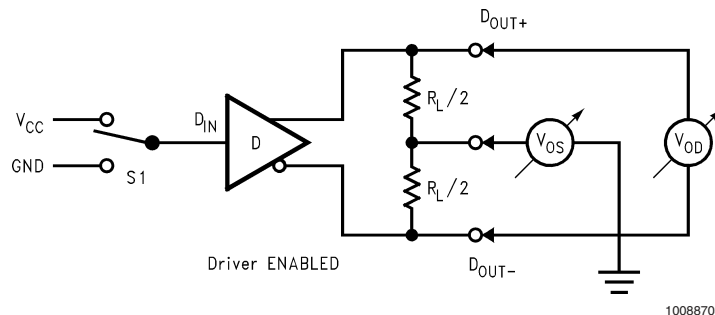 DOUT+
VCC
DIN
D
RL/2
VOS
VOD
GND
S1
RL/2
Driver ENABLED
DOUT−
1008870